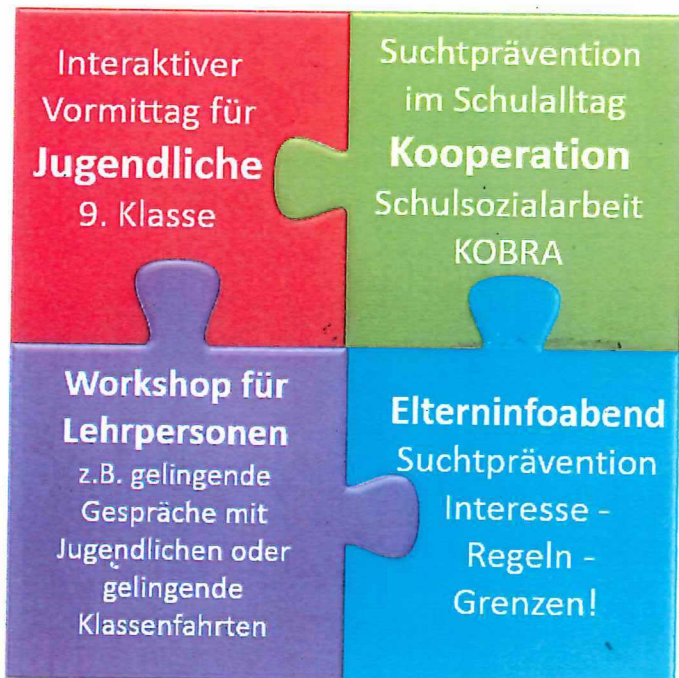 Interaktiver
Vormittag für
Jugendliche
9. Klasse
Suchtprävention
im Schulalltag
Kooperation
Schulsozialarbeit
KOBRA
Workshop für
Lehrpersonen
z.B. gelingende
Gespräche mit
Jugendlichen oder
gelingende
Klassenfahrten
Elterninfoabend
Suchtprävention
Interesse -
Regeln -
Grenzen!